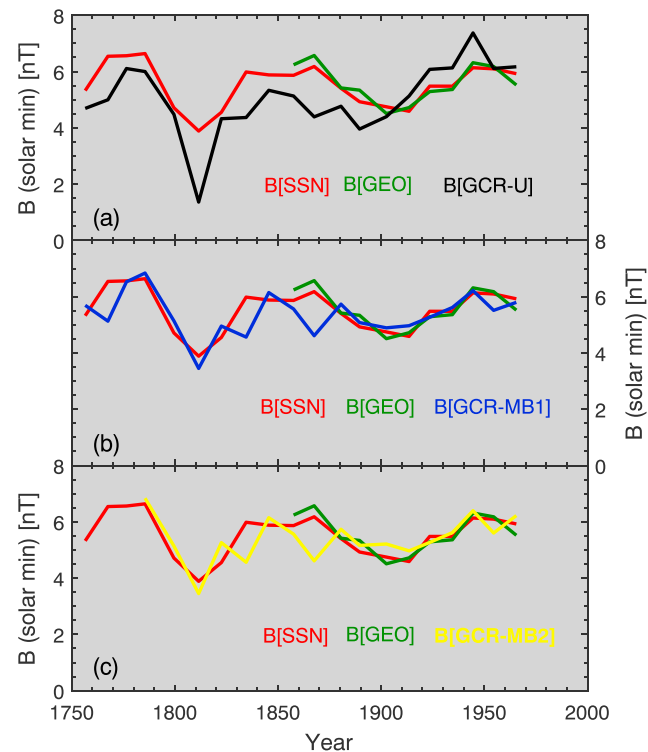 8
6
4
2
0
B (solar min) [nT]
B[SSN] B[GEO] B[GCR-U]
(a)
8
6
4
2
0
B (solar min) [nT]
B[SSN] B[GEO] B[GCR-MB1]
(b)
8
6
4
2
0
B (solar min) [nT]
B[SSN] B[GEO] B[GCR-MB2]
(c)
1750 1800 1850 1900 1950 2000
Year